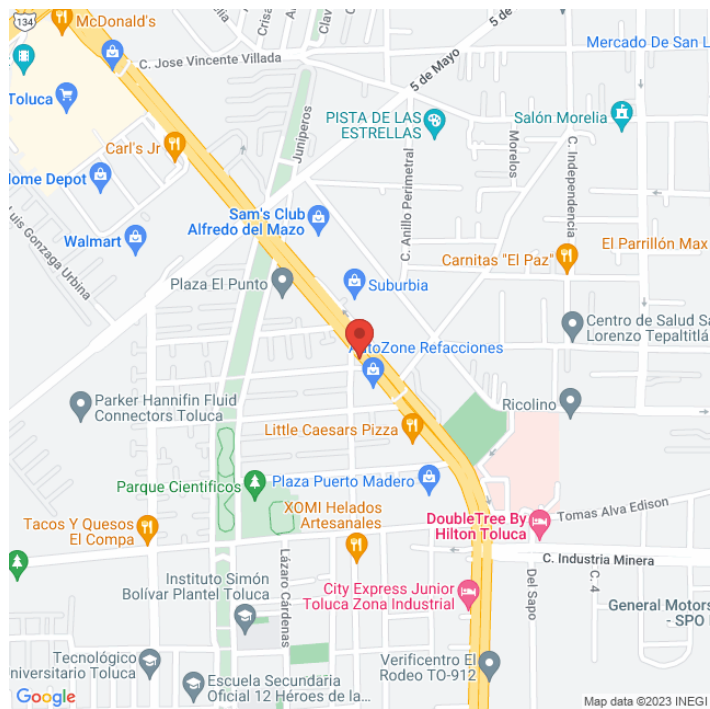 134
McDonald's
C. Jose Vincente Villada
5 de Mayo
5 de
Mercado De San L
Toluca
Juniperos
PISTA DE LAS
ESTRELLAS
Salón Morelia
Carl's Jr
Morelos
C. Independencia
C. Anillo Perimetral
Home Depot
Luis Gonzaga Urbina
Sam's Club
Alfredo del Mazo
Walmart
El Parrillón Max
Carnitas "El Paz"
Plaza El Punto
Suburbia
Centro de Salud Sa
Lorenzo Tepaltitlá
AutoZone Refacciones
Parker Hannifin Fluid
Connectors Toluca
Ricolino
Little Caesars Pizza
Parque Cientificos
Plaza Puerto Madero
XOMI Helados
Artesanales
Tomas Alva Edison
Tacos Y Quesos
El Compa
DoubleTree By
Hilton Toluca
C. Industria Minera
Lázaro Cárdenas
Instituto Simón
Bolívar Plantel Toluca
City Express Junior
Toluca Zona Industrial
Del Sapo
C. 4
General Motors
- SPO
Tecnológico
niversitario Toluca
Verificentro El
Rodeo TO-912
Escuela Secundaria
Oficial 12 Héroes de la...
Google
Map data ©2023 INEGI